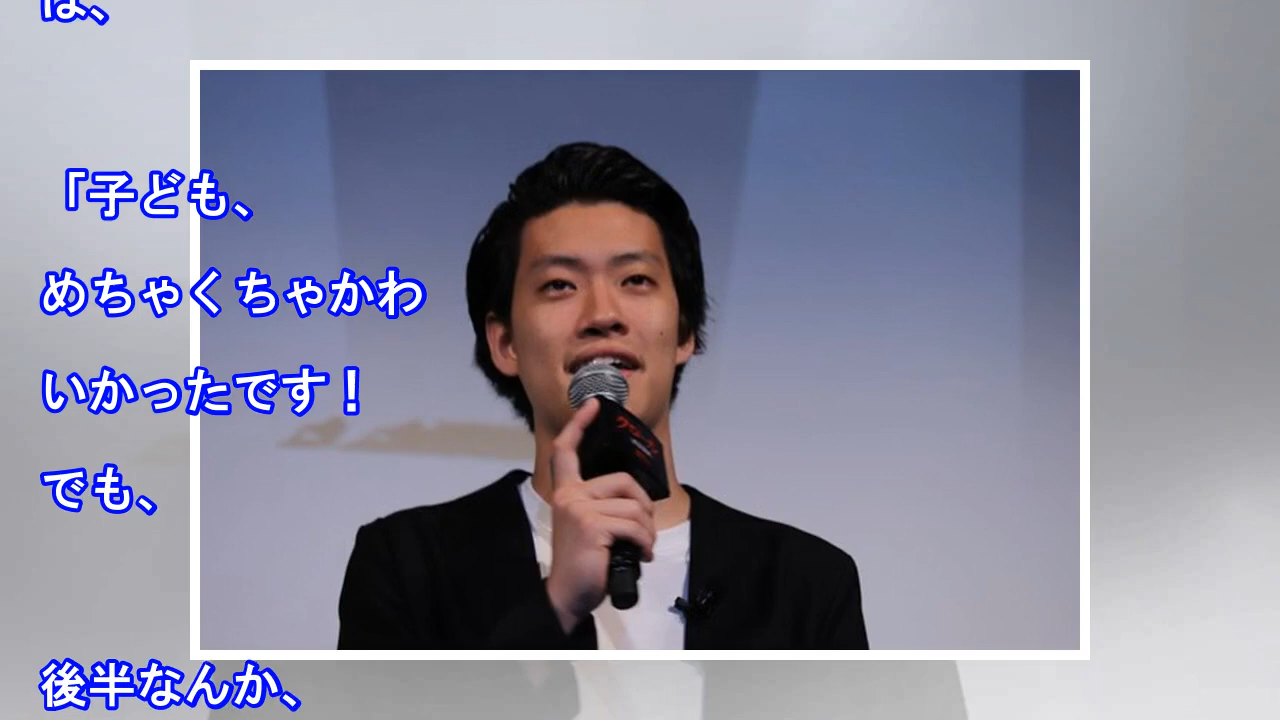 は、
「子ども、
めちゃくちゃかわ
いかったです！
でも、
後半なんか、